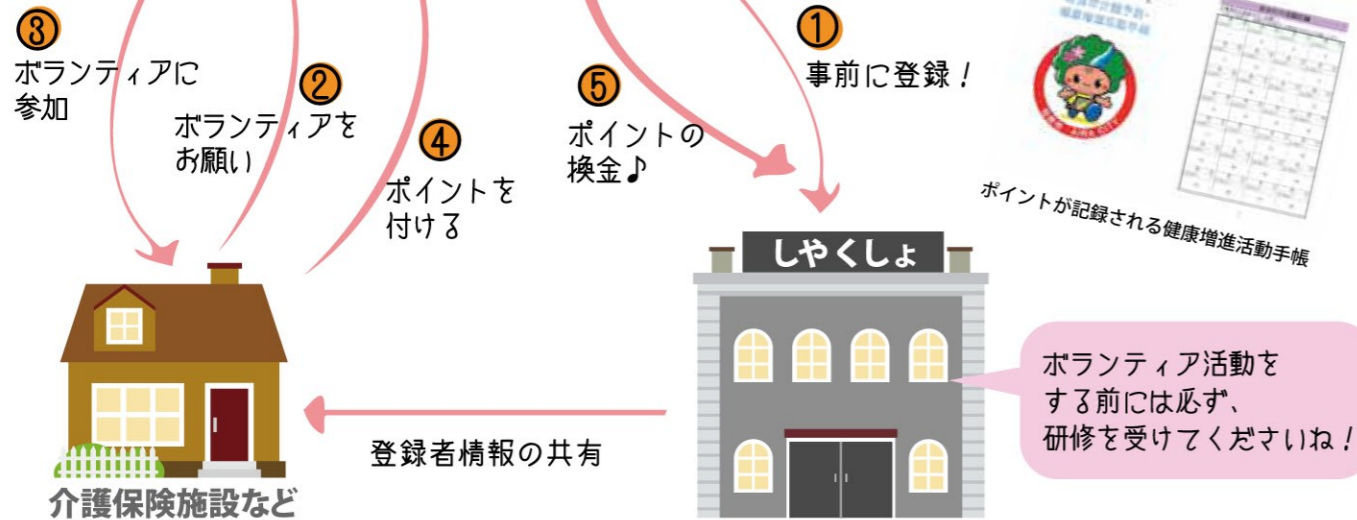 ③
ボランティアに
参加
②
ボランティアを
お願い
④
ポイントを
付ける
⑤
ポイントの
換金♪
①
事前に登録！
ポイントが記録される健康増進活動手帳
しやくしょ
ボランティア活動を
する前には必ず、
研修を受けてくださいね！
登録者情報の共有
介護保険施設など